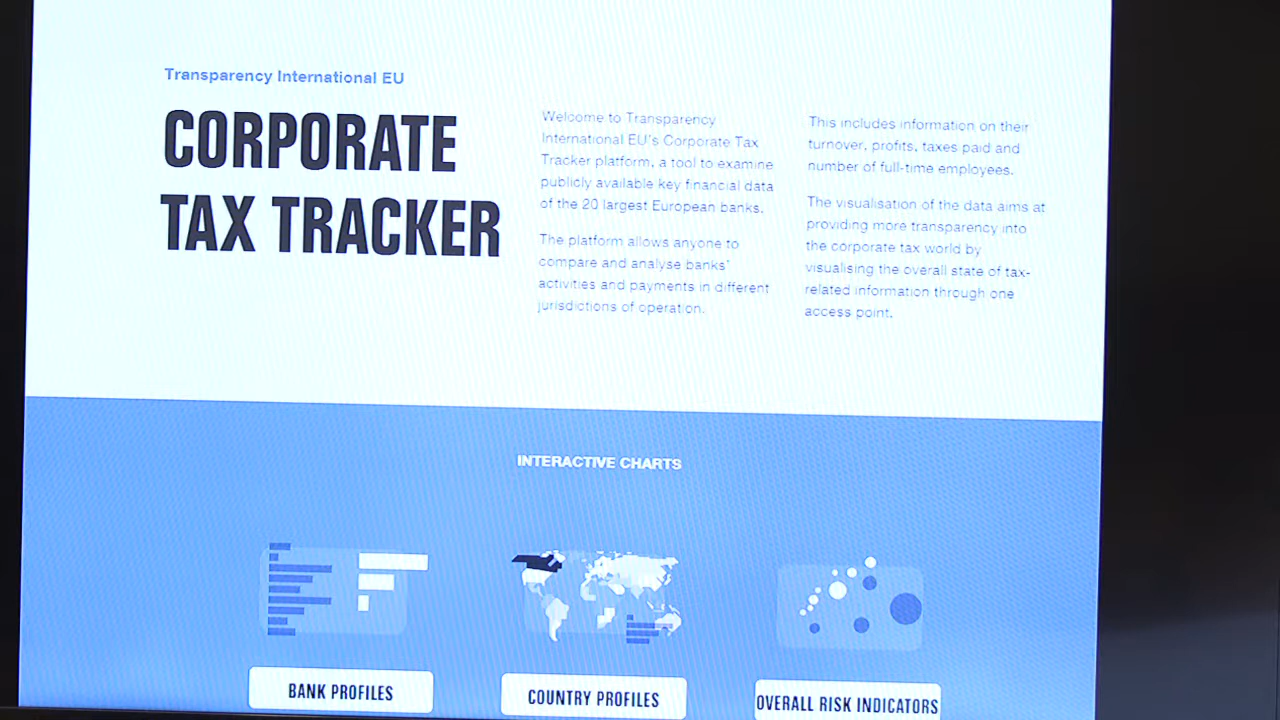 Transparency International EU
CORPORATE
TAX TRACKER
Welcome to Transparency
International EU's Corporate Tax
Tracker platform, a tool to examine
publicly available key financial data
of the 20 largest European banks.
The platform allows anyone to
compare and analyse banks'
activities and payments in different
jurisdictions of operation.
This includes information on their
turnover, profits, taxes paid and
number of full-time employees.
The visualisation of the data aims at
providing more transparency into
the corporate tax world by
visualising the overall state of tax-
related information through one
access point.
INTERACTIVE CHARTS
BANK PROFILES
COUNTRY PROFILES
OVERALL RISK INDICATORS